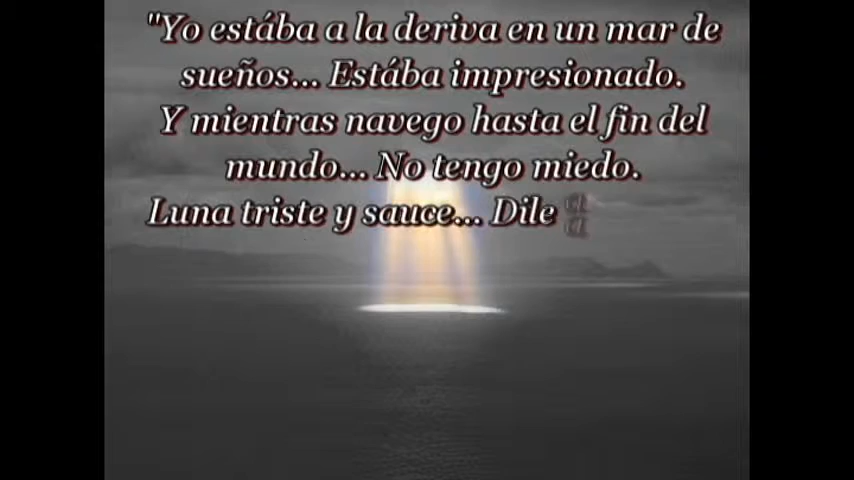 "Yo estába a la deriva en un mar de
sueños... Estába impresionado.
Y mientras navego hasta el fin del
mundo... No tengo miedo.
Luna triste y sauce... Dile